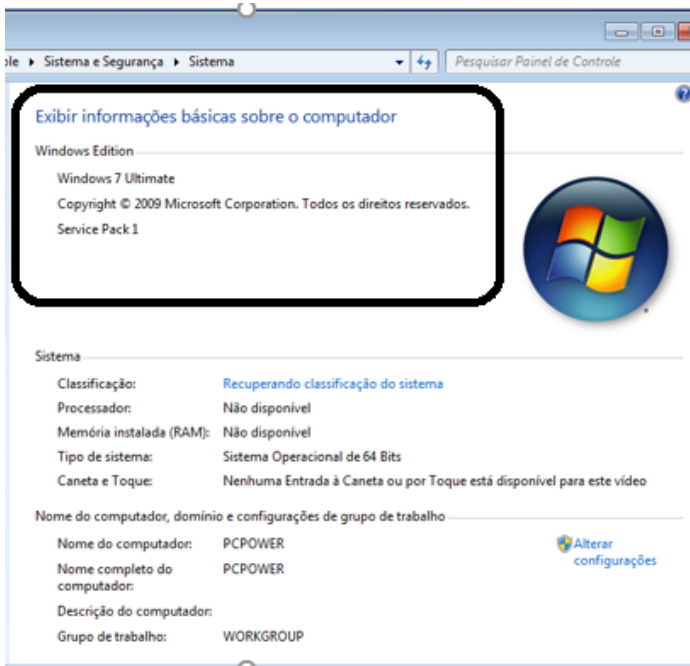 ole ▸ Sistema e Segurança ▸ Sistema
Pesquisar Painel de Controle
Exibir informações básicas sobre o computador
Windows Edition
Windows 7 Ultimate
Copyright © 2009 Microsoft Corporation. Todos os direitos reservados.
Service Pack 1
Sistema
Classificação: Recuperando classificação do sistema
Processador: Não disponível
Memória instalada (RAM): Não disponível
Tipo de sistema: Sistema Operacional de 64 Bits
Caneta e Toque: Nenhuma Entrada à Caneta ou por Toque está disponível para este vídeo
Nome do computador, domínio e configurações de grupo de trabalho
Nome do computador: PCPOWER
Alterar
configurações
Nome completo do
computador: PCPOWER
Descrição do computador:
Grupo de trabalho: WORKGROUP